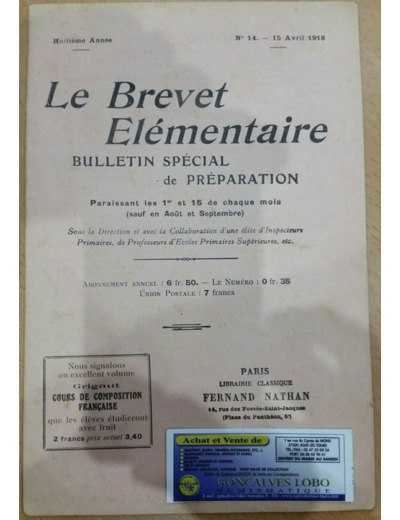 Huitième Année
N° 14. — 15 Avril 1918
Le Brevet
Elémentaire
BULLETIN SPÉCIAL
de PRÉPARATION
Paraissant les 1er et 15 de chaque mois
(sauf en Août et Septembre)
Sous la Direction et avec la Collaboration d'une élite d'Inspecteurs
Primaires, de Professeurs d'Ecoles Primaires Supérieures, etc.
Abonnement annuel : 6 fr. 50. — Le Numéro : 0 fr. 35
Union Postale : 7 francs
Nous signalons
un excellent volume
Grigaut
COURS DE COMPOSITION
FRANÇAISE
que les élèves étudieront
avec fruit
2 francs prix actuel 3,40
PARIS
LIBRAIRIE CLASSIQUE
FERNAND NATHAN
16, rue des Fossés-Saint-Jacques
(Place du Panthéon, 5e)
Achat et Vente de
GONCALVES LOBO
NUMISMATIQUE